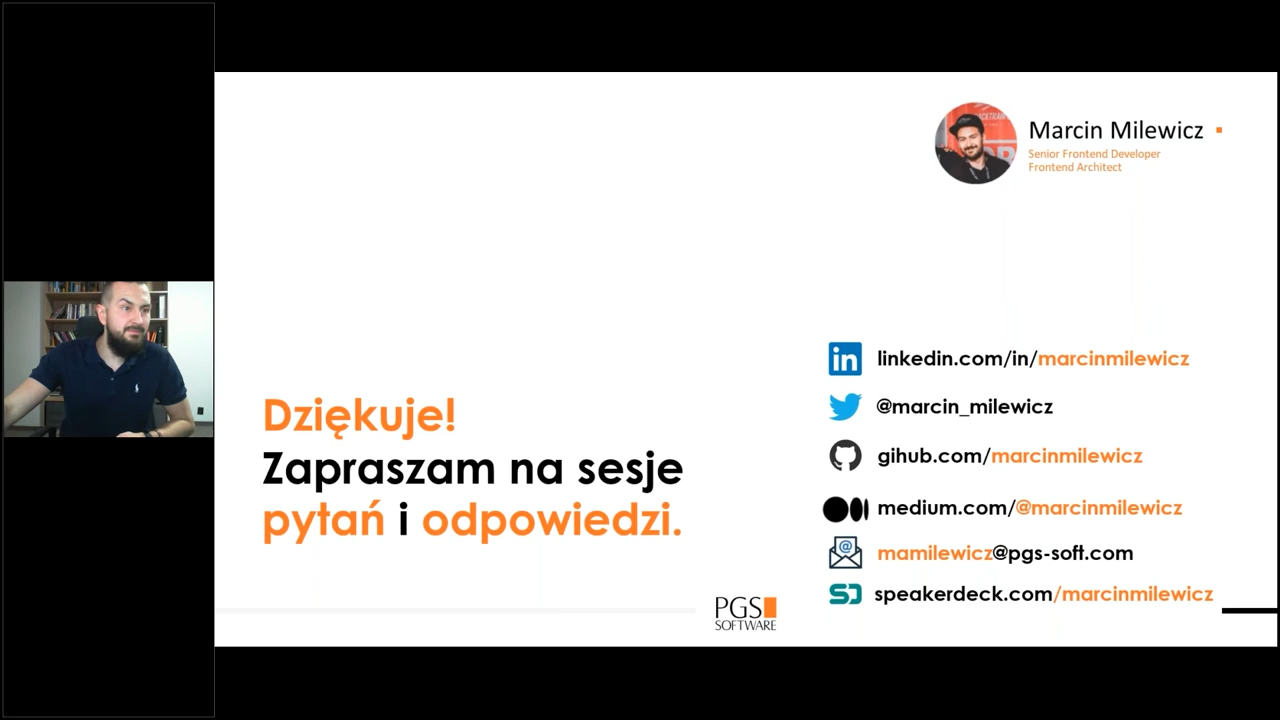 Marcin Milewicz
Senior Frontend Developer
Frontend Architect
linkedin.com/in/marcinmilewicz
@marcin_milewicz
gihub.com/marcinmilewicz
medium.com/@marcinmilewicz
mamilewicz@pgs-soft.com
speakerdeck.com/marcinmilewicz
Dziękuje!
Zapraszam na sesje
pytań i odpowiedzi.
PGS
SOFTWARE